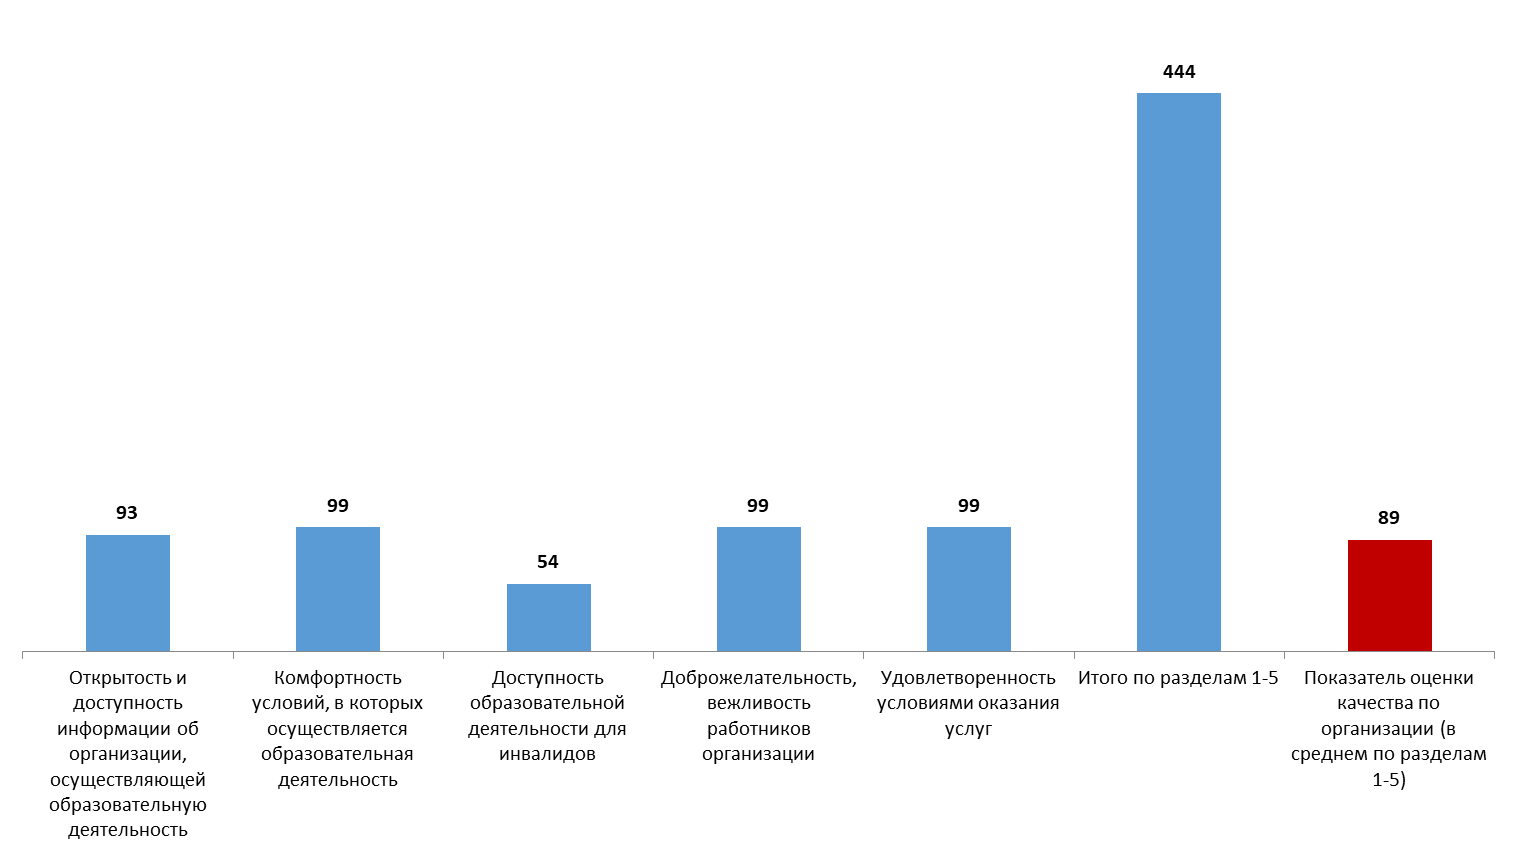 444
93
99
54
99
99
89
Открытость и
доступность
информации об
организации,
осуществляющей
образовательную
деятельность
Комфортность
условий, в которых
осуществляется
образовательная
деятельность
Доступность
образовательной
деятельности для
инвалидов
Доброжелательность,
вежливость
работников
организации
Удовлетворенность
условиями оказания
услуг
Итого по разделам 1-5
Показатель оценки
качества по
организации (в
среднем по разделам
1-5)